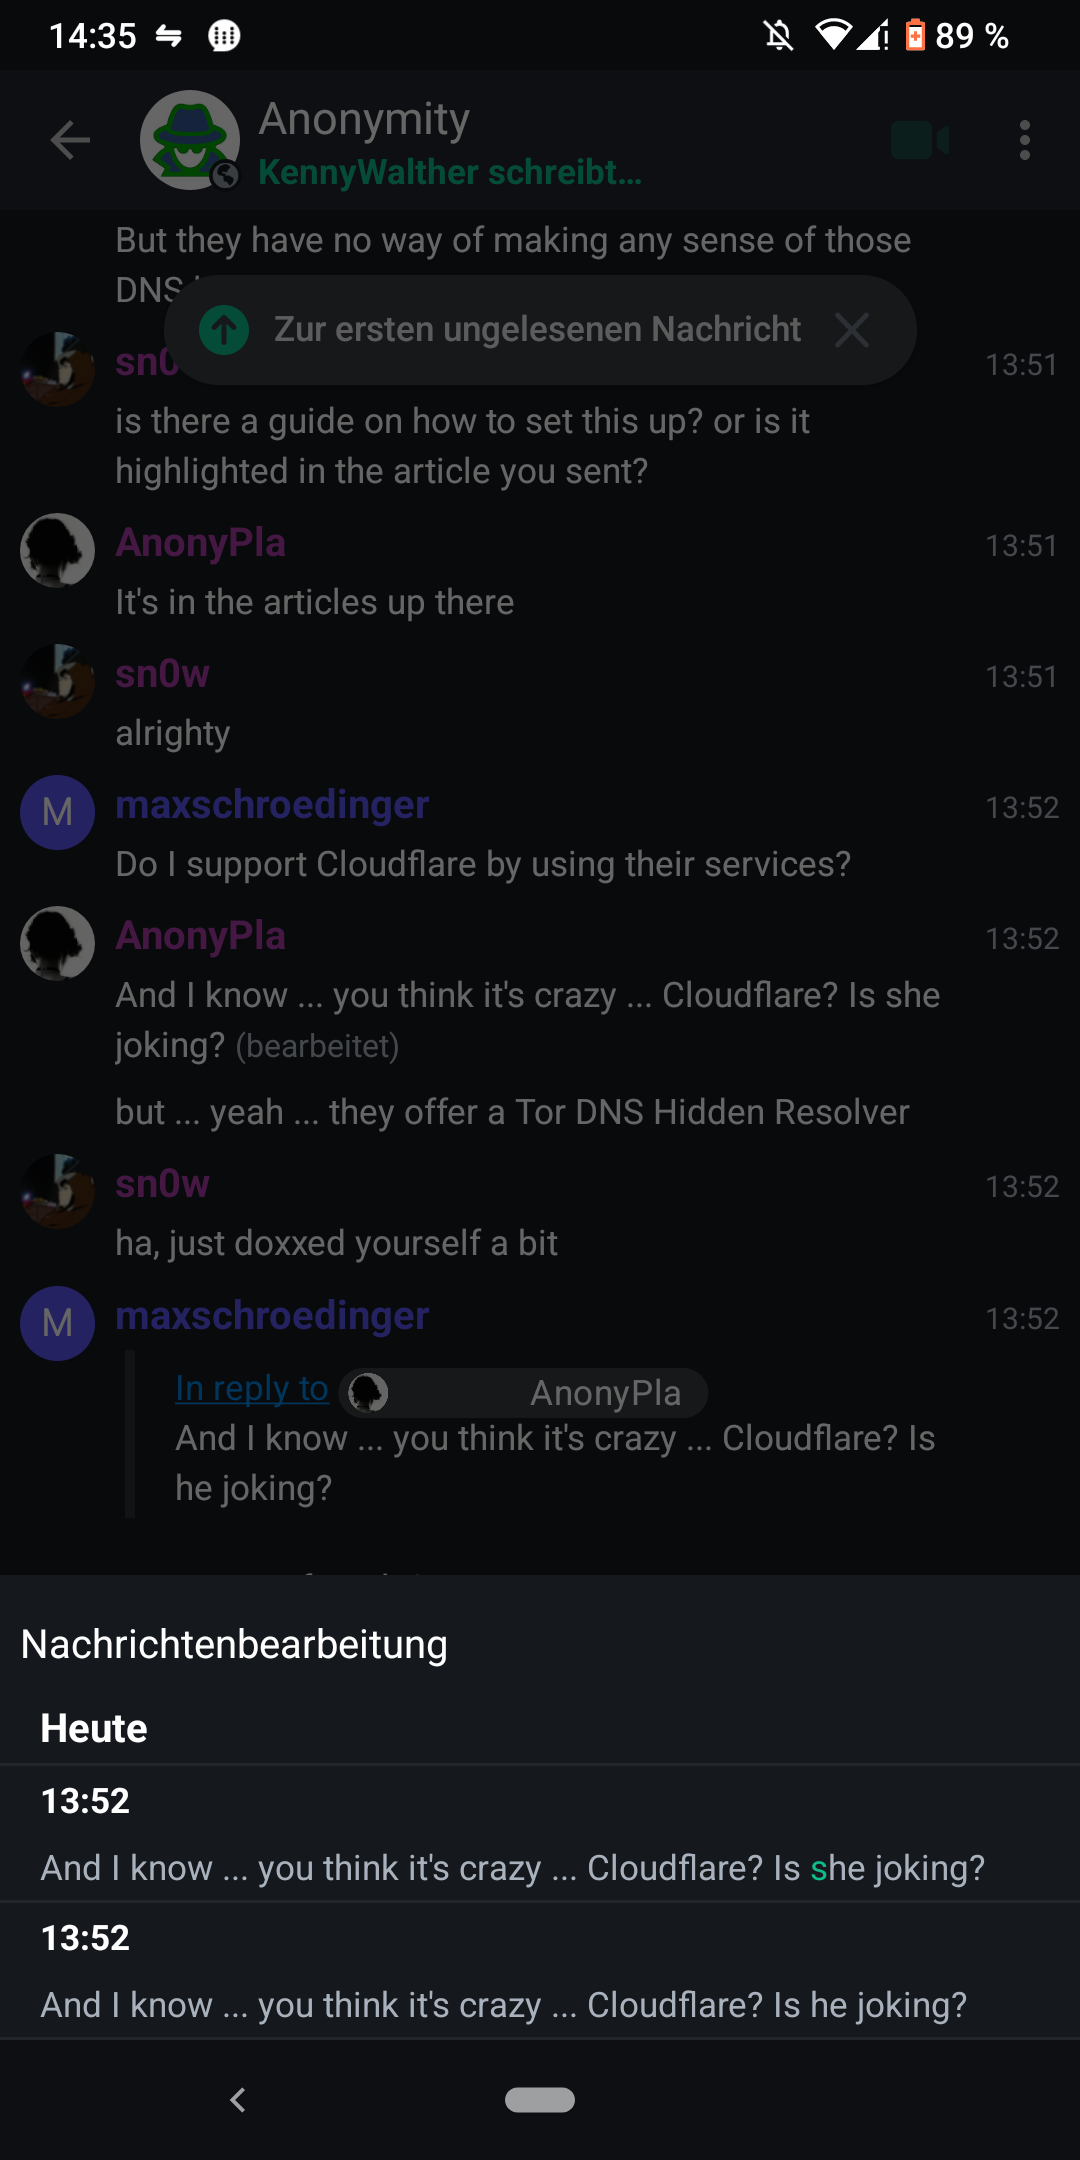 14:35
89 %
Anonymity
KennyWalther schreibt...
But they have no way of making any sense of those
DNS
Zur ersten ungelesenen Nachricht
13:51
is there a guide on how to set this up? or is it
highlighted in the article you sent?
AnonyPla 13:51
It's in the articles up there
sn0w 13:51
alrighty
M maxschroedinger 13:52
Do I support Cloudflare by using their services?
AnonyPla 13:52
And I know ... you think it's crazy ... Cloudflare? Is she
joking? (bearbeitet)
but ... yeah ... they offer a Tor DNS Hidden Resolver
sn0w 13:52
ha, just doxxed yourself a bit
M maxschroedinger 13:52
In reply to AnonyPla
And I know ... you think it's crazy ... Cloudflare? Is
he joking?
Nachrichtenbearbeitung
Heute
13:52
And I know ... you think it's crazy ... Cloudflare? Is she joking?
13:52
And I know ... you think it's crazy ... Cloudflare? Is he joking?